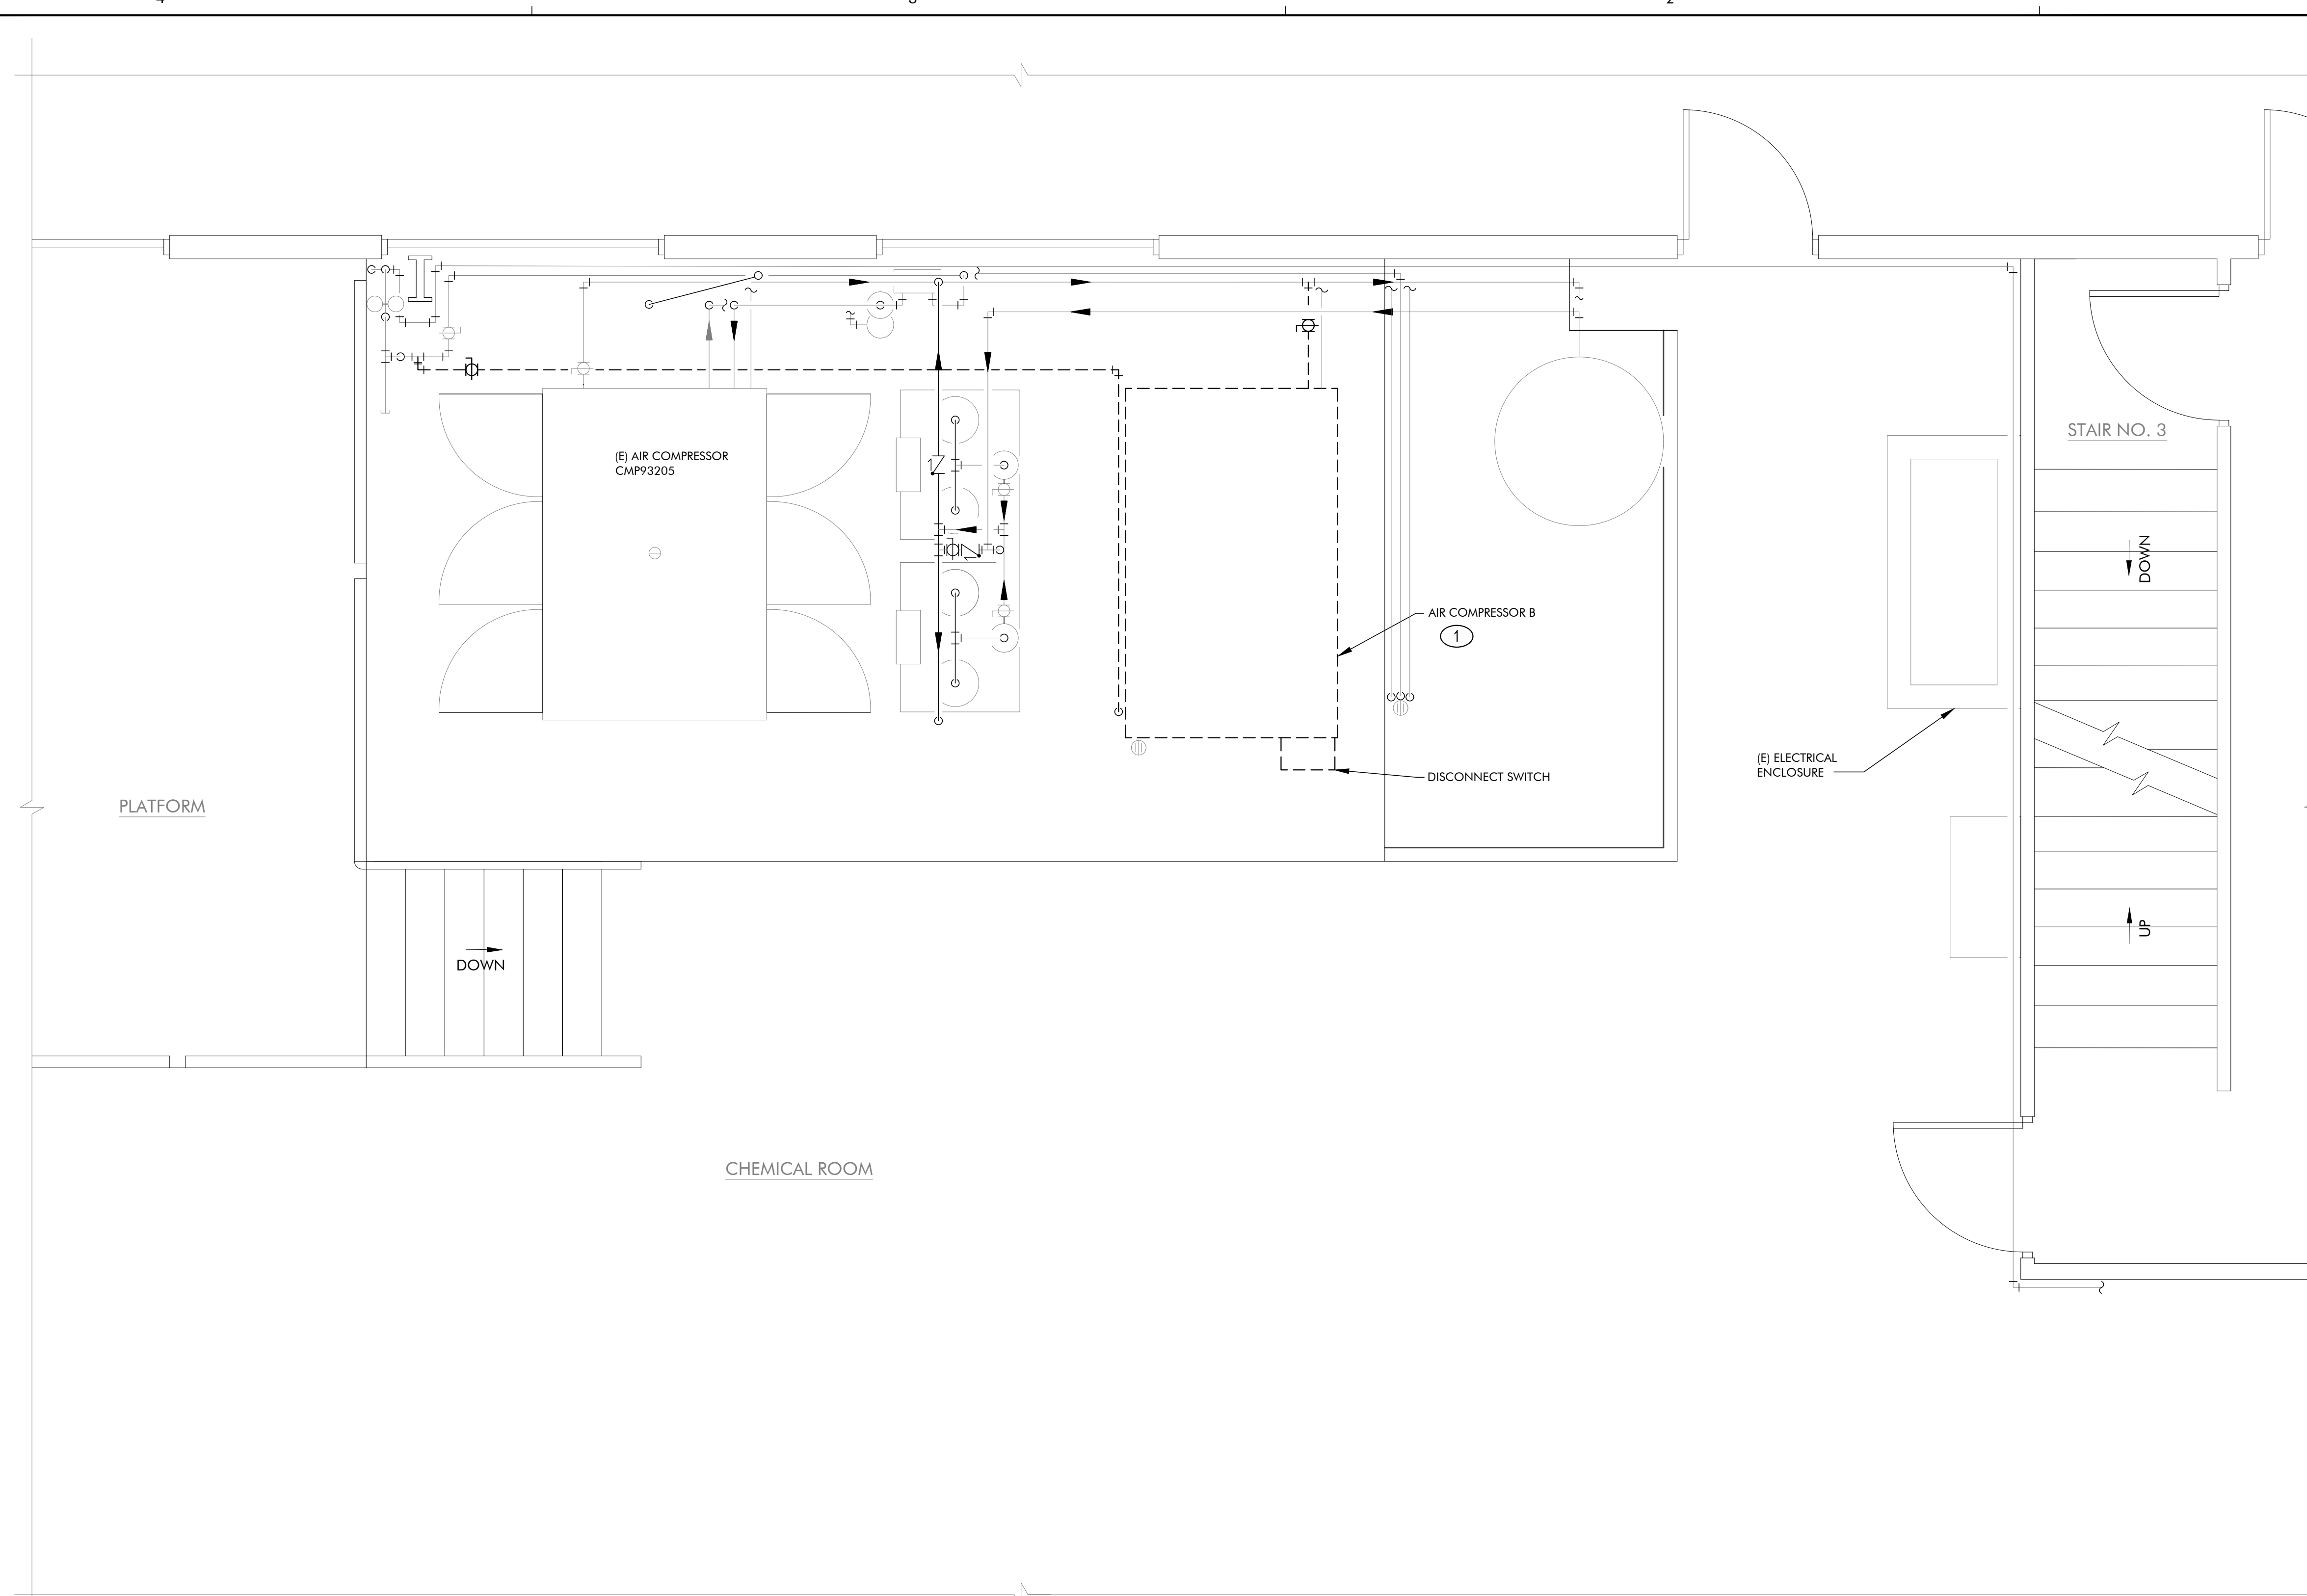 (E) AIR COMPRESSOR
CMP93205
STAIR NO. 3
DOWN
AIR COMPRESSOR B
1
(E) ELECTRICAL
ENCLOSURE
DISCONNECT SWITCH
PLATFORM
UP
DOWN
CHEMICAL ROOM